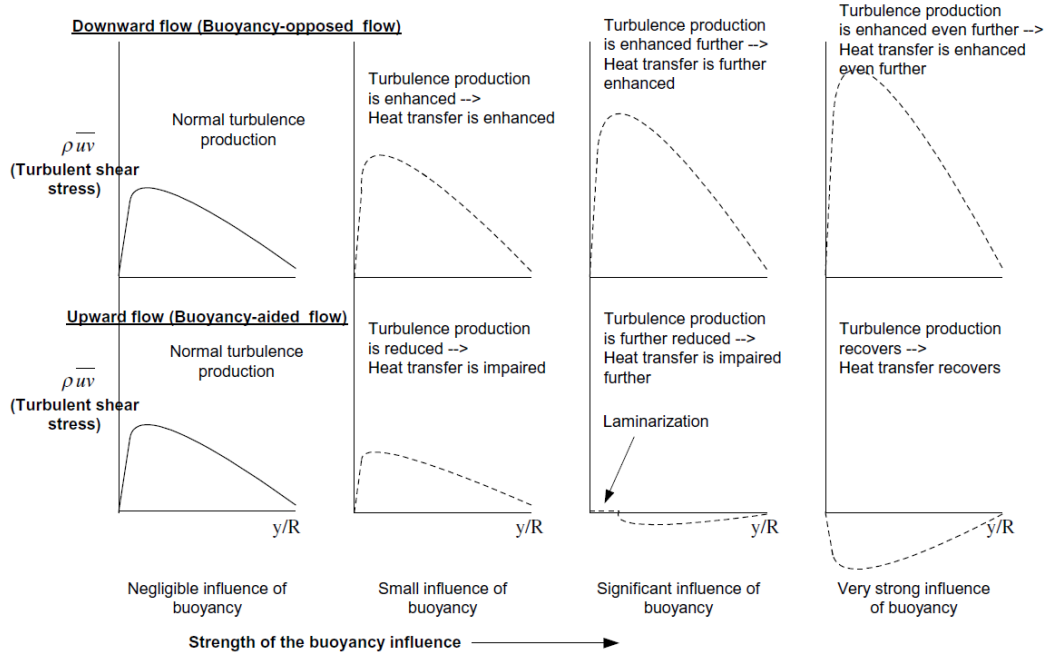 Downward flow (Buoyancy-opposed flow)
Normal turbulence
production
Turbulence production
is enhanced -->
Heat transfer is enhanced
Turbulence production
is enhanced further -->
Heat transfer is further
enhanced
Turbulence production
is enhanced even further -->
Heat transfer is enhanced
even further
ρ u̅v̅
(Turbulent shear
stress)
Upward flow (Buoyancy-aided flow)
Normal turbulence
production
Turbulence production
is reduced -->
Heat transfer is impaired
Turbulence production
is further reduced -->
Heat transfer is impaired
further
Turbulence production
recovers -->
Heat transfer recovers
ρ u̅v̅
(Turbulent shear
stress)
Laminarization
y/R
y/R
y/R
y/R
Negligible influence of
buoyancy
Small influence of
buoyancy
Significant influence of
buoyancy
Very strong influence
of buoyancy
Strength of the buoyancy influence